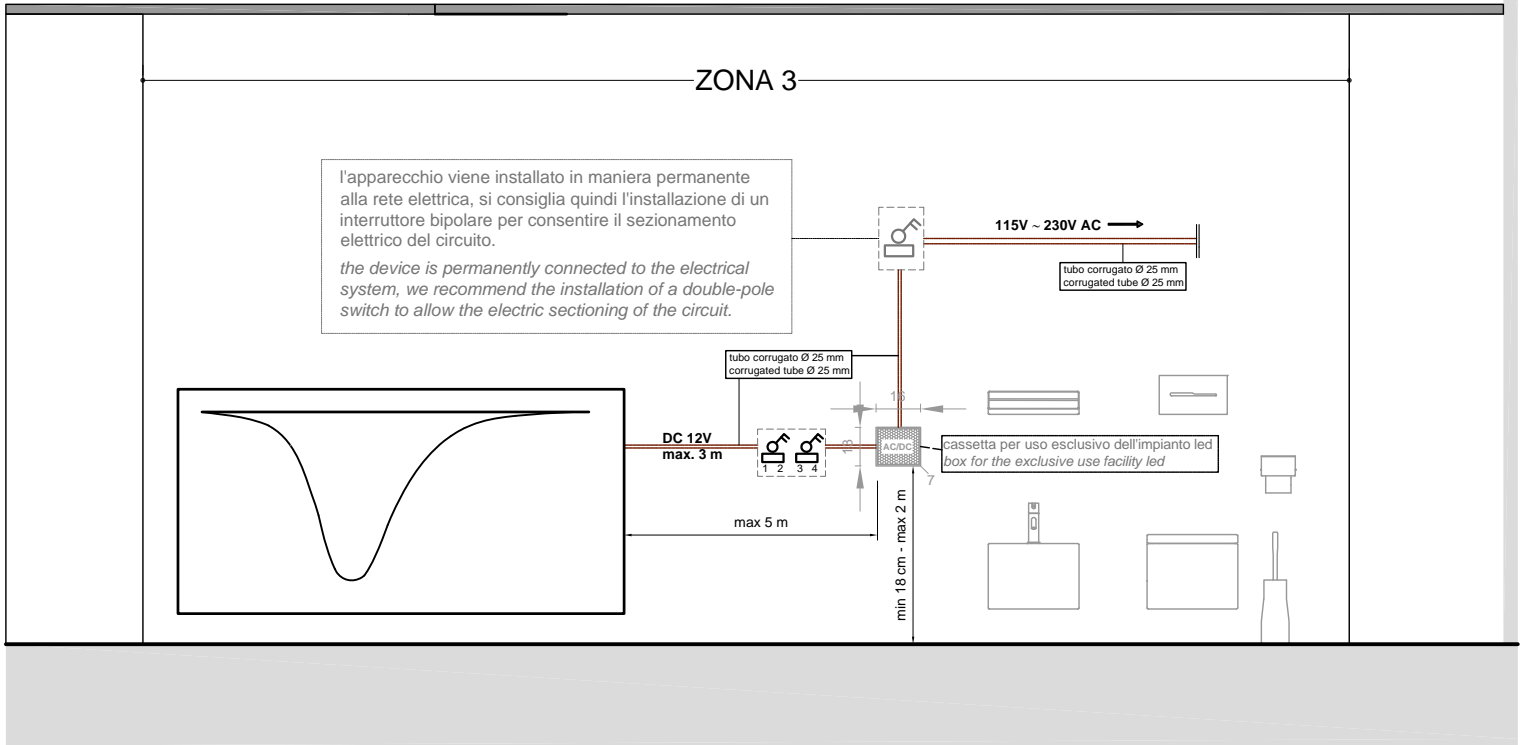 ZONA 3
l'apparecchio viene installato in maniera permanente
alla rete elettrica, si consiglia quindi l'installazione di un
interruttore bipolare per consentire il sezionamento
elettrico del circuito.
the device is permanently connected to the electrical
system, we recommend the installation of a double-pole
switch to allow the electric sectioning of the circuit.
115V ~ 230V AC
tubo corrugato Ø 25 mm
corrugated tube Ø 25 mm
tubo corrugato Ø 25 mm
corrugated tube Ø 25 mm
16
DC 12V
max. 3 m
1 2 3 4
13
AC/DC
7
cassetta per uso esclusivo dell'impianto led
box for the exclusive use facility led
max 5 m
min 18 cm - max 2 m